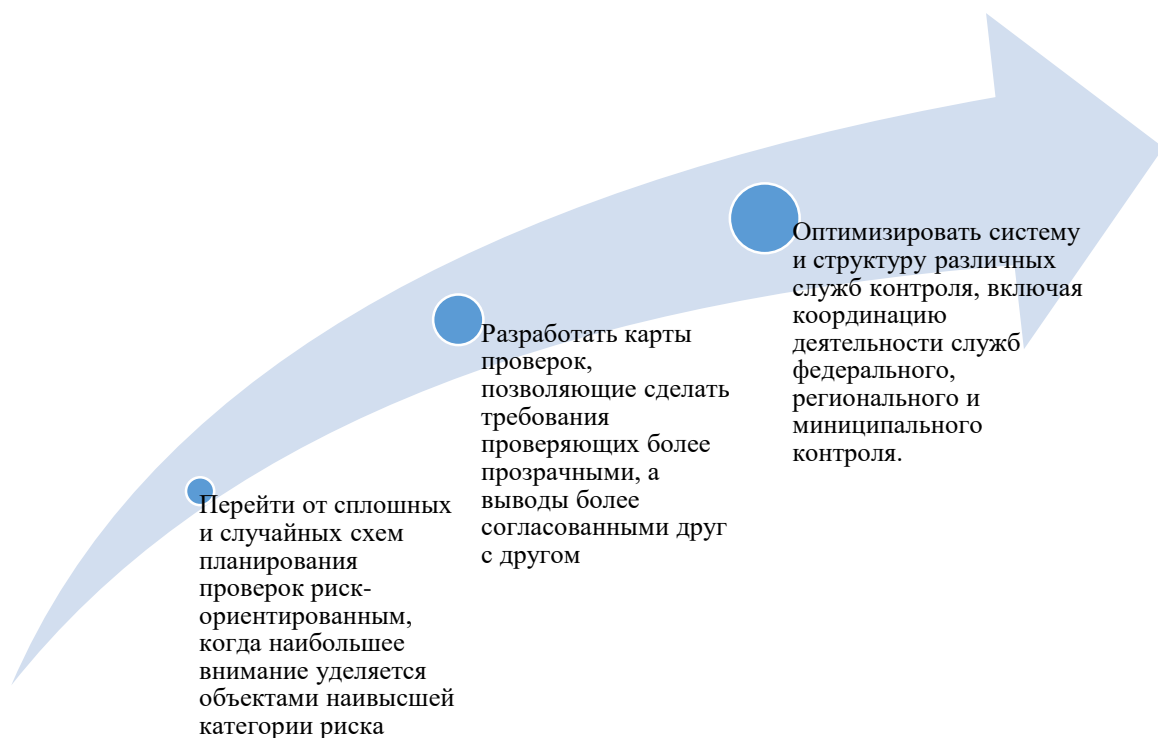 Перейти от сплошных
и случайных схем
планирования
проверок риск-
ориентированным,
когда наибольшее
внимание уделяется
объектами наивысшей
категории риска
Разработать карты
проверок,
позволяющие сделать
требования
проверяющих более
прозрачными, а
выводы более
согласованными друг
с другом
Оптимизировать систему
и структуру различных
служб контроля, включая
координацию
деятельности служб
федерального,
регионального и
миниципального
контроля.